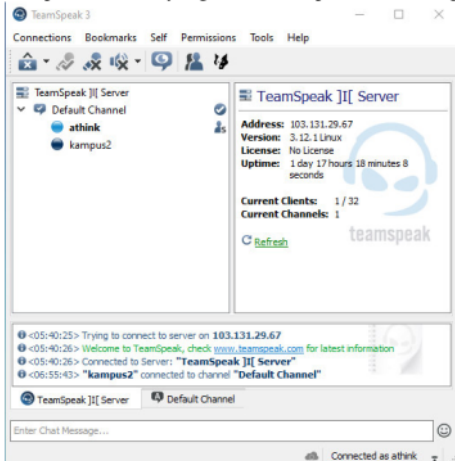 TeamSpeak 3
Connections Bookmarks Self Permissions Tools Help
TeamSpeak ]I[ Server
Default Channel
athink
kampus2
TeamSpeak ]I[ Server
Address: 103.131.29.67
Version: 3.12.1 Linux
License: No License
Uptime: 1 day 17 hours 18 minutes 8
seconds
Current Clients: 1 / 32
Current Channels: 1
Refresh
teamspeak
<05:40:25> Trying to connect to server on 103.131.29.67
<05:40:26> Welcome to TeamSpeak, check www.teamspeak.com for latest information
<05:40:26> Connected to Server: "TeamSpeak ]I[ Server"
<06:55:43> "kampus2" connected to channel "Default Channel"
TeamSpeak ]I[ Server
Default Channel
Enter Chat Message...
Connected as athink